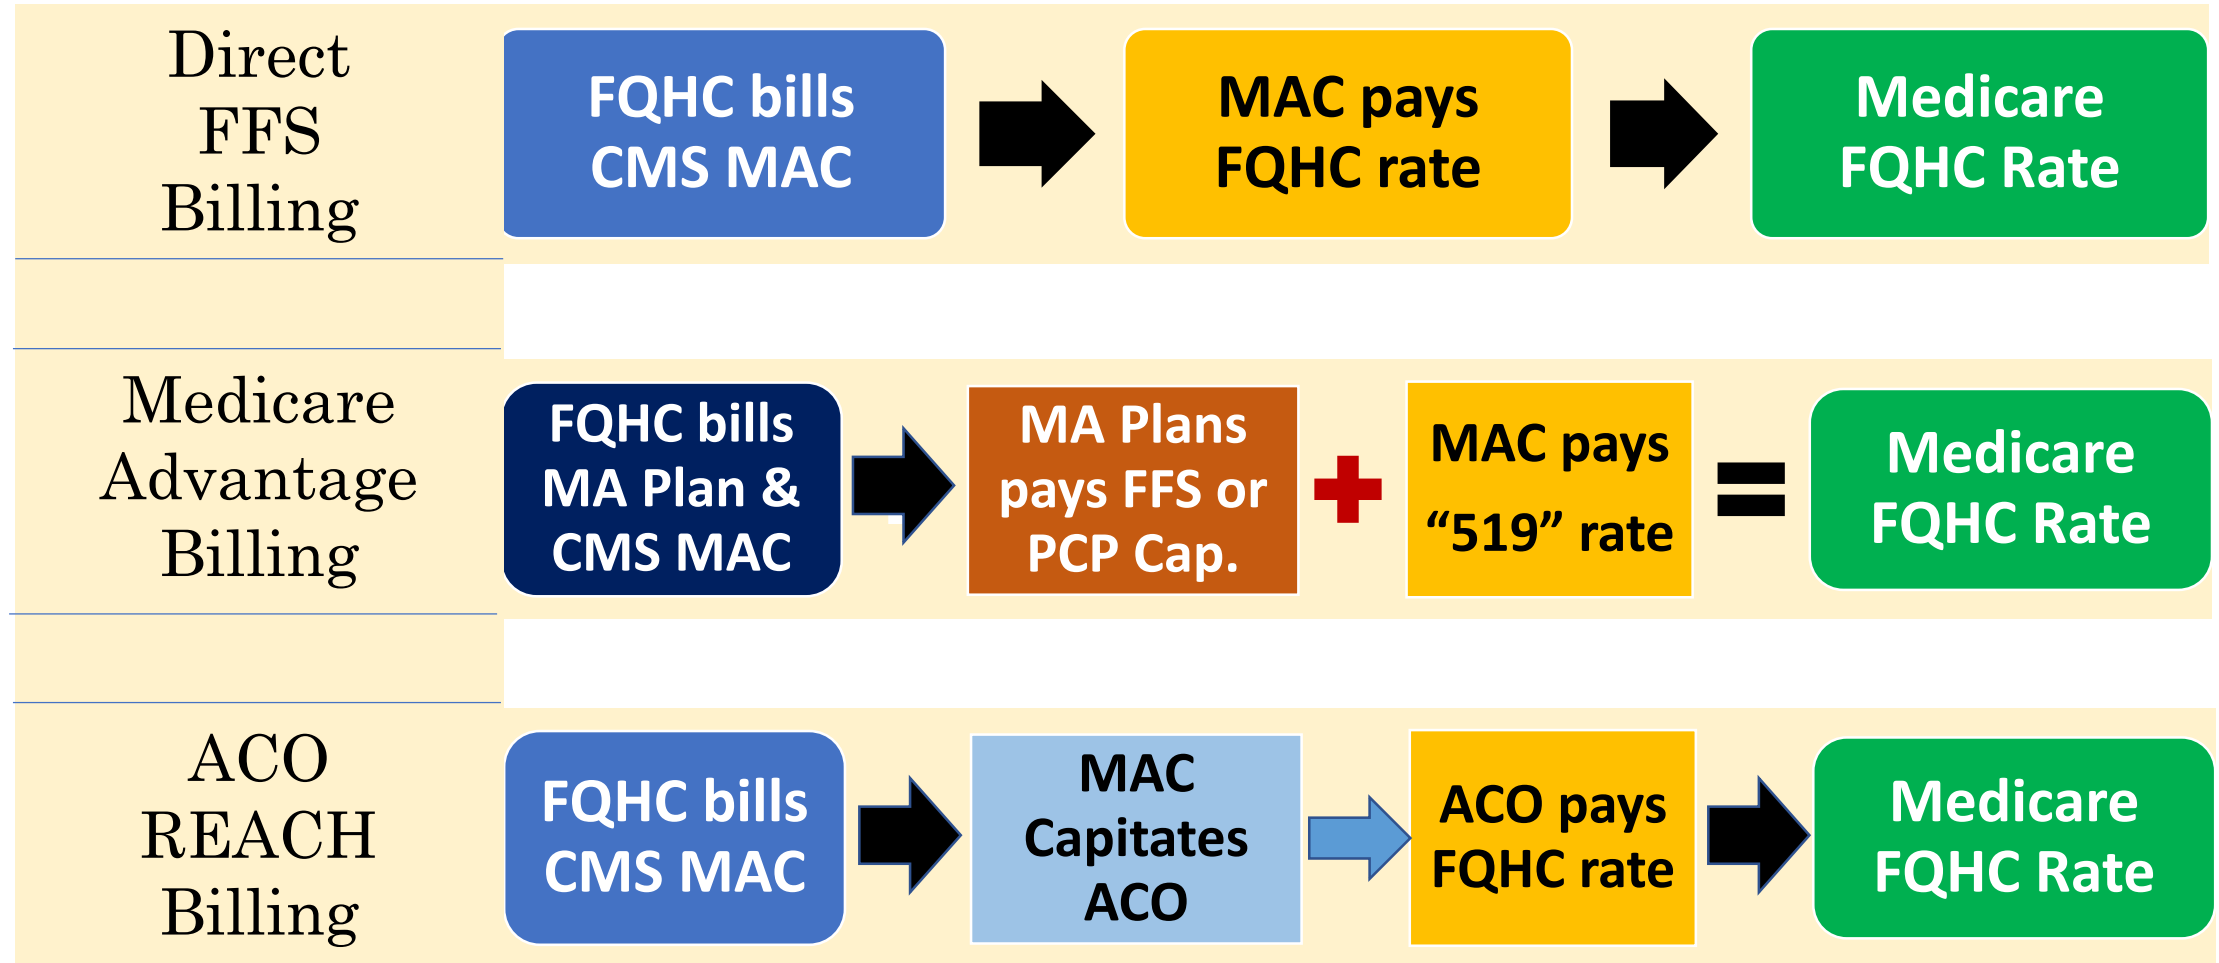 Direct
FFS
Billing
FQHC bills
CMS MAC
MAC pays
FQHC rate
Medicare
FQHC Rate
Medicare
Advantage
Billing
FQHC bills
MA Plan &
CMS MAC
MA Plans
pays FFS or
PCP Cap.
MAC pays
“519” rate
Medicare
FQHC Rate
ACO
REACH
Billing
FQHC bills
CMS MAC
MAC
Capitates
ACO
ACO pays
FQHC rate
Medicare
FQHC Rate